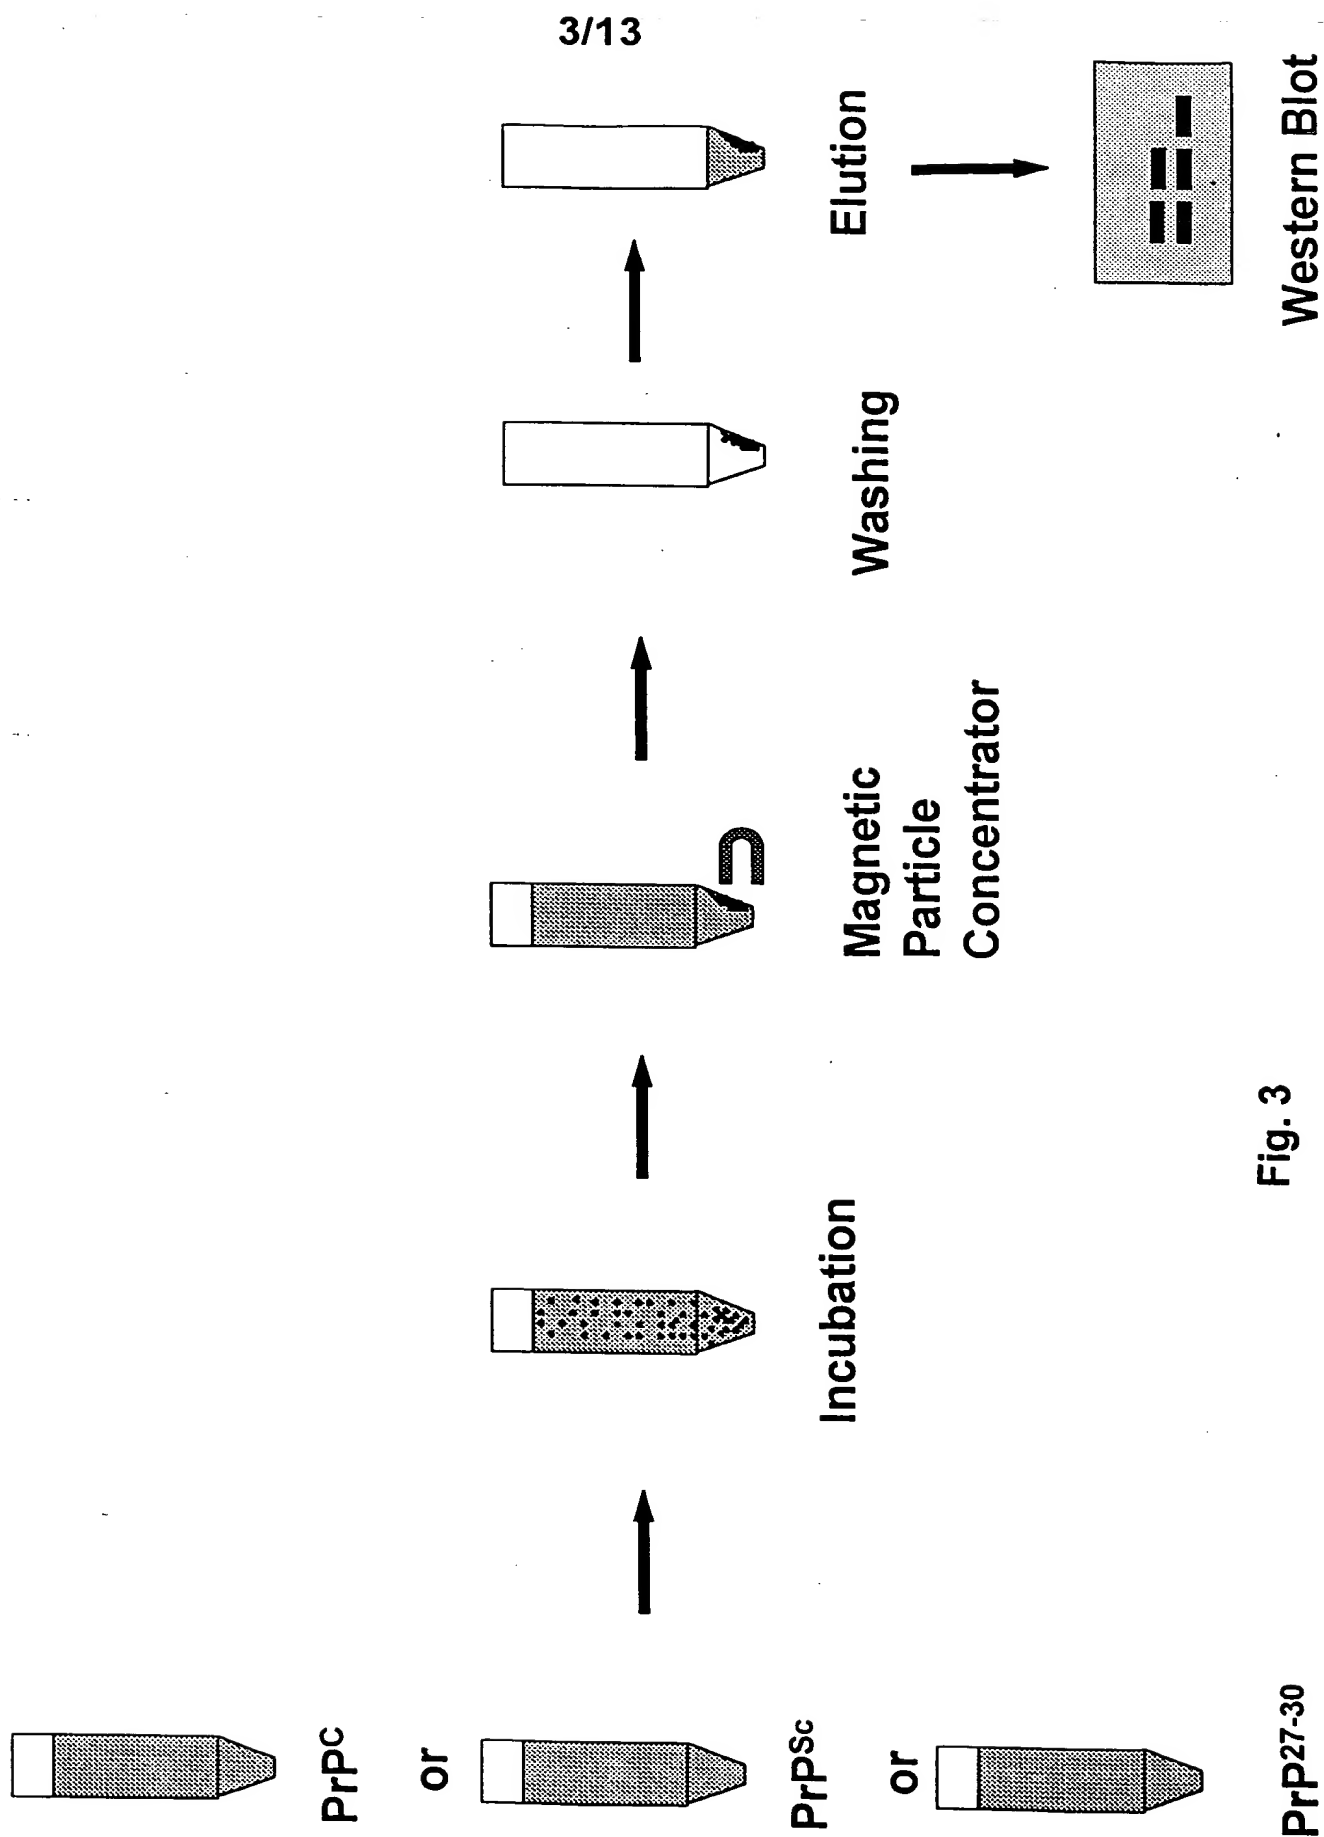 3/13
PrPC
or
PrPSc
or
PrP27-30
Incubation
Magnetic
Particle
Concentrator
Washing
Elution
Western Blot
Fig. 3